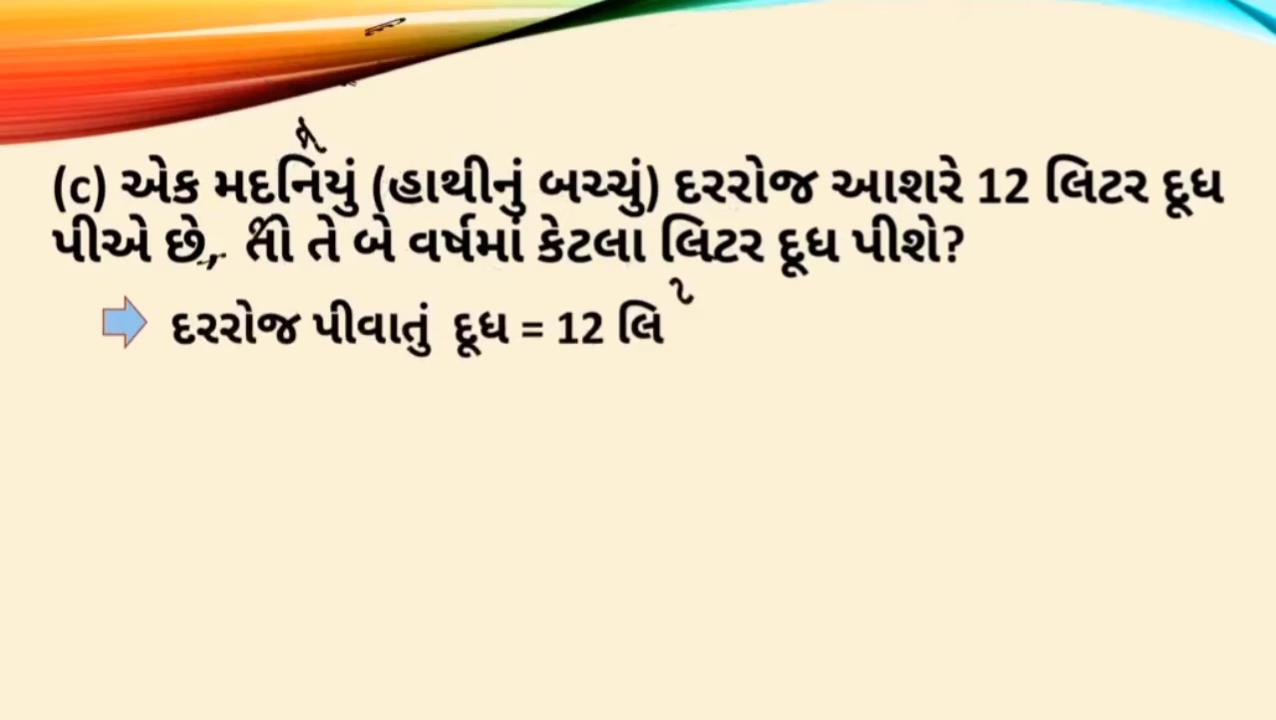 (c) એક મદનિયું (હાથીનું બચ્ચું) દરરોજ આશરે 12 લિટર દૂધ
પીએ છે, તો તે બે વર્ષમાં કેટલા લિટર દૂધ પીશે?
દરરોજ પીવાતું દૂધ = 12 લિ